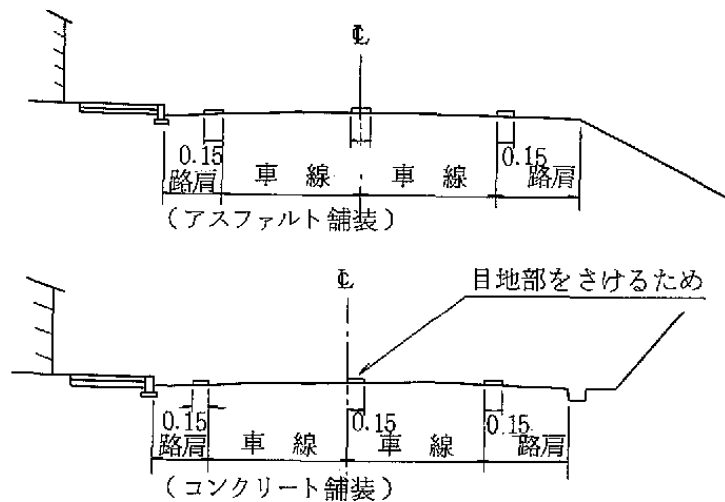 ℄
0.15 0.15
路肩 車線 車線 路肩
(アスファルト舗装)
℄ 目地部をさけるため
0.15 0.15 0.15
路肩 車線 車線 路肩
(コンクリート舗装)